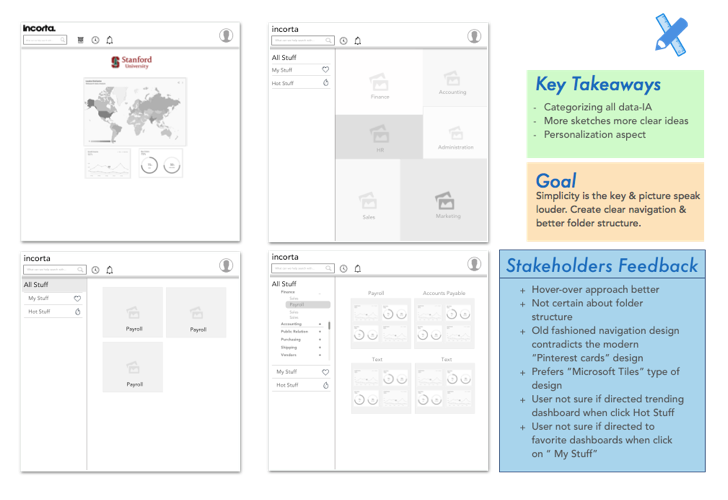 incorta.
Stanford
University
incorta
All Stuff
My Stuff
Hot Stuff
Finance
Accounting
HR
Administration
Sales
Marketing
incorta
All Stuff
My Stuff
Hot Stuff
Payroll
Payroll
Payroll
incorta
All Stuff
Finance
Payroll
Accounting
Public Relation
Purchasing
Shipping
Vendors
My Stuff
Hot Stuff
Payroll
Accounts Payable
Text
Text
Key Takeaways
- Categorizing all data-IA
- More sketches more clear ideas
- Personalization aspect
Goal
Simplicity is the key & picture speak
louder. Create clear navigation &
better folder structure.
Stakeholders Feedback
+ Hover-over approach better
+ Not certain about folder
structure
+ Old fashioned navigation design
contradicts the modern
“Pinterest cards” design
+ Prefers “Microsoft Tiles” type of
design
+ User not sure if directed trending
dashboard when click Hot Stuff
+ User not sure if directed to
favorite dashboards when click
on “ My Stuff”